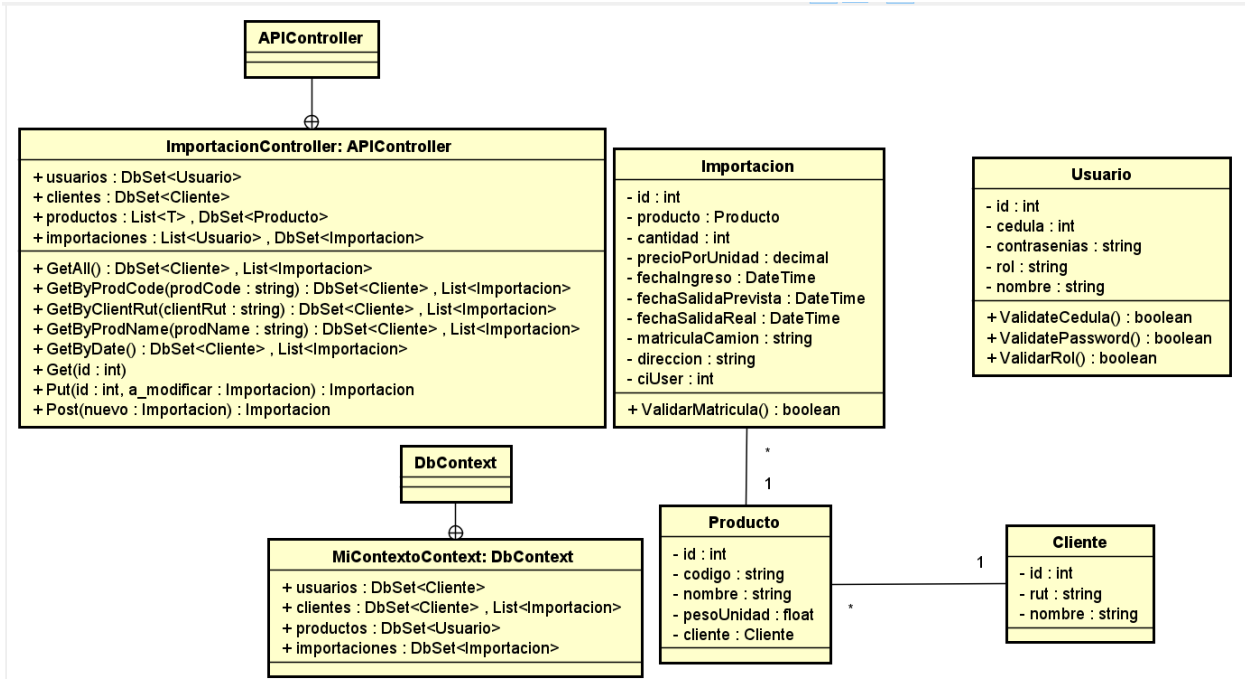 APIController
ImportacionController: APIController
+ usuarios : DbSet<Usuario>
+ clientes : DbSet<Cliente>
+ productos : List<T> , DbSet<Producto>
+ importaciones : List<Usuario> , DbSet<Importacion>
+ GetAll() : DbSet<Cliente> , List<Importacion>
+ GetByProdCode(prodCode : string) : DbSet<Cliente> , List<Importacion>
+ GetByClientRut(clientRut : string) : DbSet<Cliente> , List<Importacion>
+ GetByProdName(prodName : string) : DbSet<Cliente> , List<Importacion>
+ GetByDate() : DbSet<Cliente> , List<Importacion>
+ Get(id : int)
+ Put(id : int, a_modificar : Importacion) : Importacion
+ Post(nuevo : Importacion) : Importacion
Importacion
- id : int
- producto : Producto
- cantidad : int
- precioPorUnidad : decimal
- fechaIngreso : DateTime
- fechaSalidaPrevista : DateTime
- fechaSalidaReal : DateTime
- matriculaCamion : string
- direccion : string
- ciUser : int
+ ValidarMatricula() : boolean
Usuario
- id : int
- cedula : int
- contrasenias : string
- rol : string
- nombre : string
+ ValidateCedula() : boolean
+ ValidatePassword() : boolean
+ ValidarRol() : boolean
*
1
DbContext
MiContextoContext: DbContext
+ usuarios : DbSet<Cliente>
+ clientes : DbSet<Cliente> , List<Importacion>
+ productos : DbSet<Usuario>
+ importaciones : DbSet<Importacion>
Producto
- id : int
- codigo : string
- nombre : string
- pesoUnidad : float
- cliente : Cliente
1
*
Cliente
- id : int
- rut : string
- nombre : string